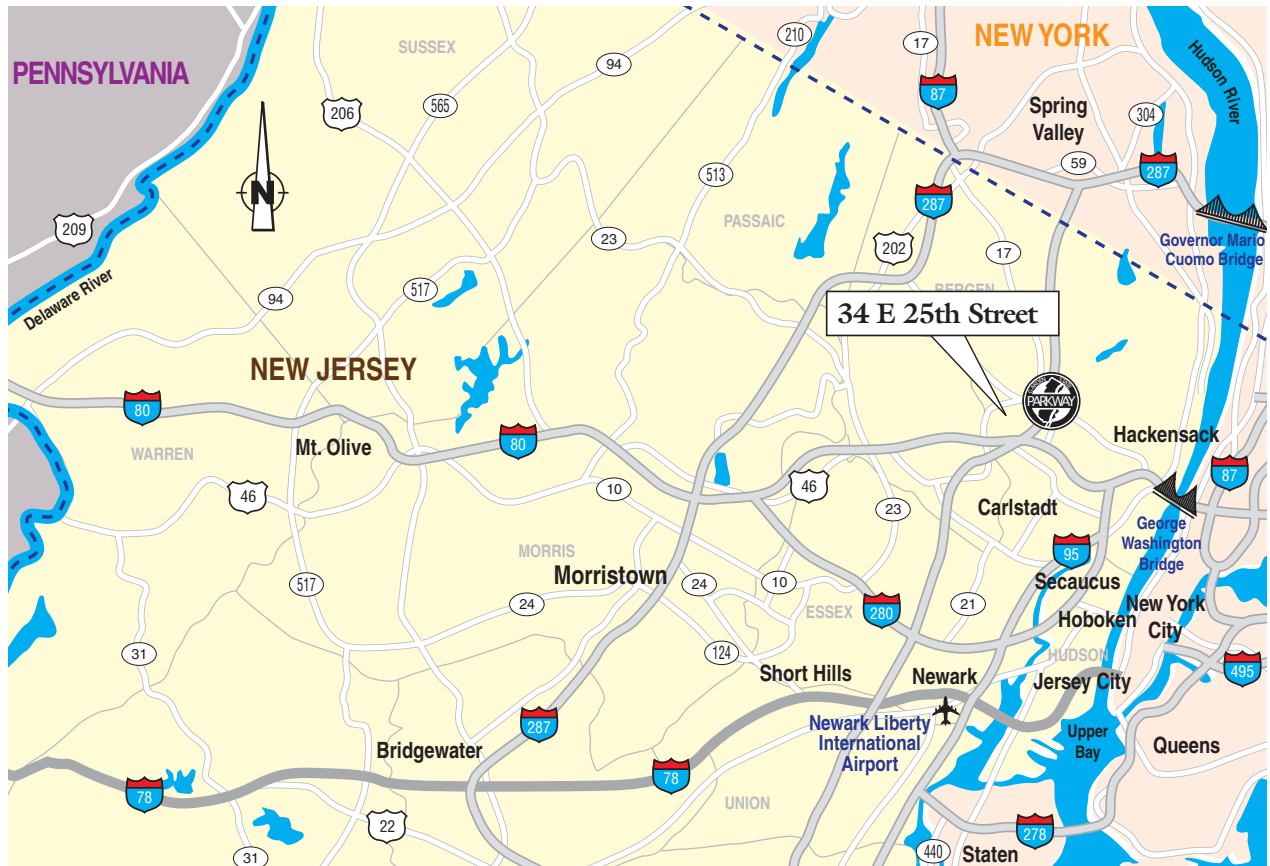 210
17
NEW YORK
SUSSEX
94
PENNSYLVANIA
Hudson River
565
87
206
Spring
Valley
304
59
287
513
N
287
PASSAIC
209
23
202
17
Governor Mario
Cuomo Bridge
Delaware River
94
517
BERGEN
34 E 25th Street
NEW JERSEY
80
PARKWAY
80
Mt. Olive
WARREN
Hackensack
87
46
10
46
23
Carlstadt
George
Washington
Bridge
95
MORRIS
Morristown
517
24
24
10
Secaucus
ESSEX
280
21
Hoboken
New York
City
31
124
HUDSON
495
Short Hills
Newark
Jersey City
287
Newark Liberty
International
Airport
Upper
Bay
Queens
Bridgewater
78
78
UNION
22
278
31
440
Staten